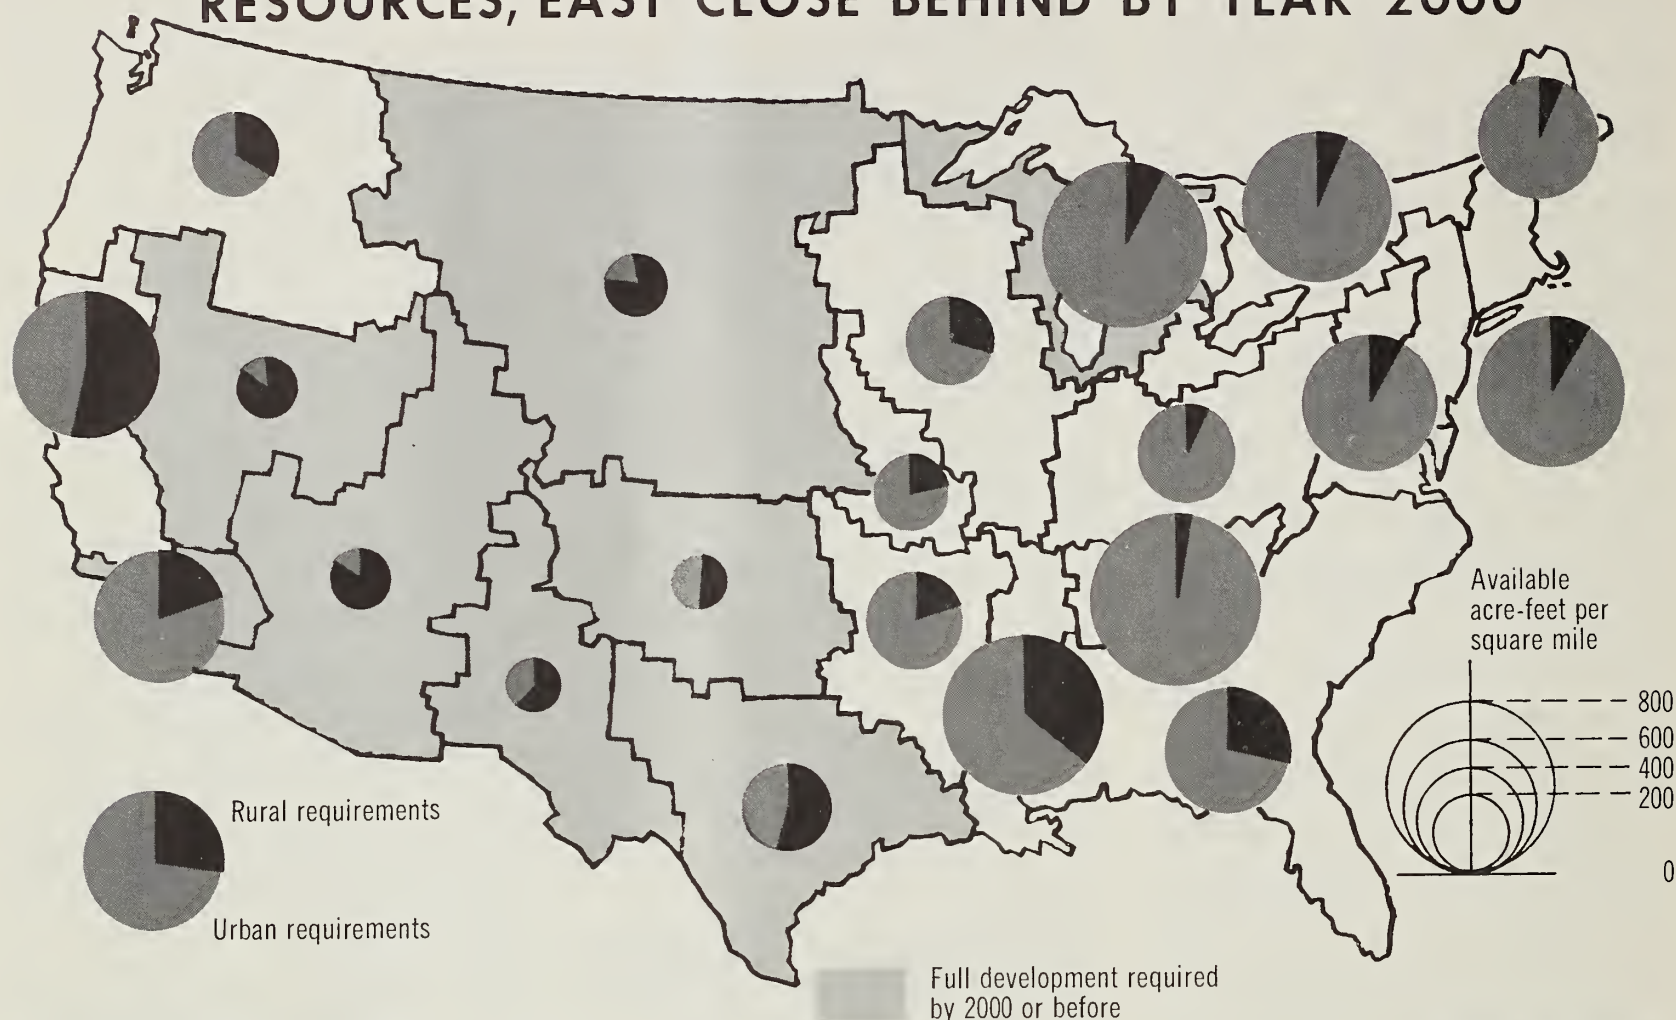 RESOURCES, EAST CLOSE BEHIND BY YEAR 2000
Available
acre-feet per
square mile
800
600
400
200
0
Rural requirements
Urban requirements
Full development required
by 2000 or before